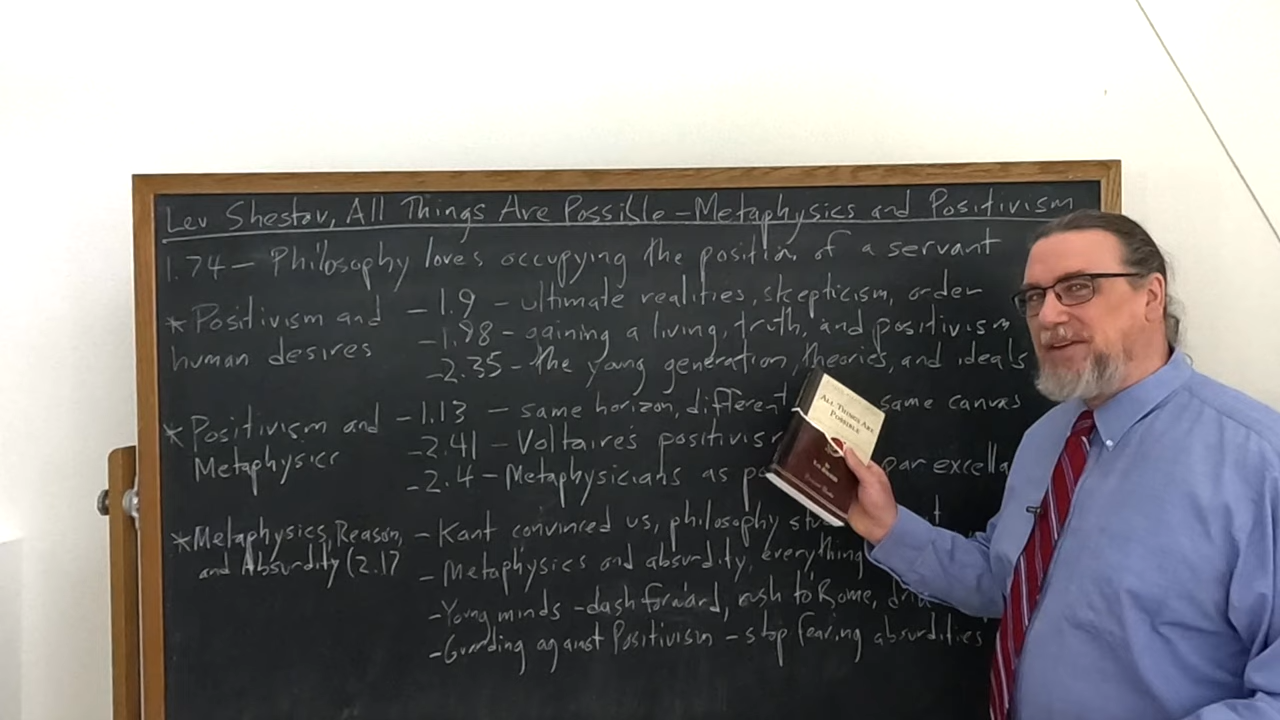 Lev Shestov, All Things Are Possible - Metaphysics and Positivism
1.74 - Philosophy loves occupying the position of a servant
* Positivism and human desires
- 1.9 - ultimate realities, skepticism, order
- 1.98 - gaining a living, truth, and positivism
- 2.35 - the young generation, theories, and ideals
* Positivism and Metaphysics
- 1.13 - same horizon, different same canvas
- 2.41 - Voltaire's positivis
- 2.4 - Metaphysicians as par excella
* Metaphysics, Reason, and Absurdity (2.17
- Kant convinced us, philosophy
- Metaphysics and absurdity, everything
- Young minds - dash forward, rush to Rome,
- Guarding against Positivism - stop fearing absurdities
ALL THINGS ARE
POSSIBLE